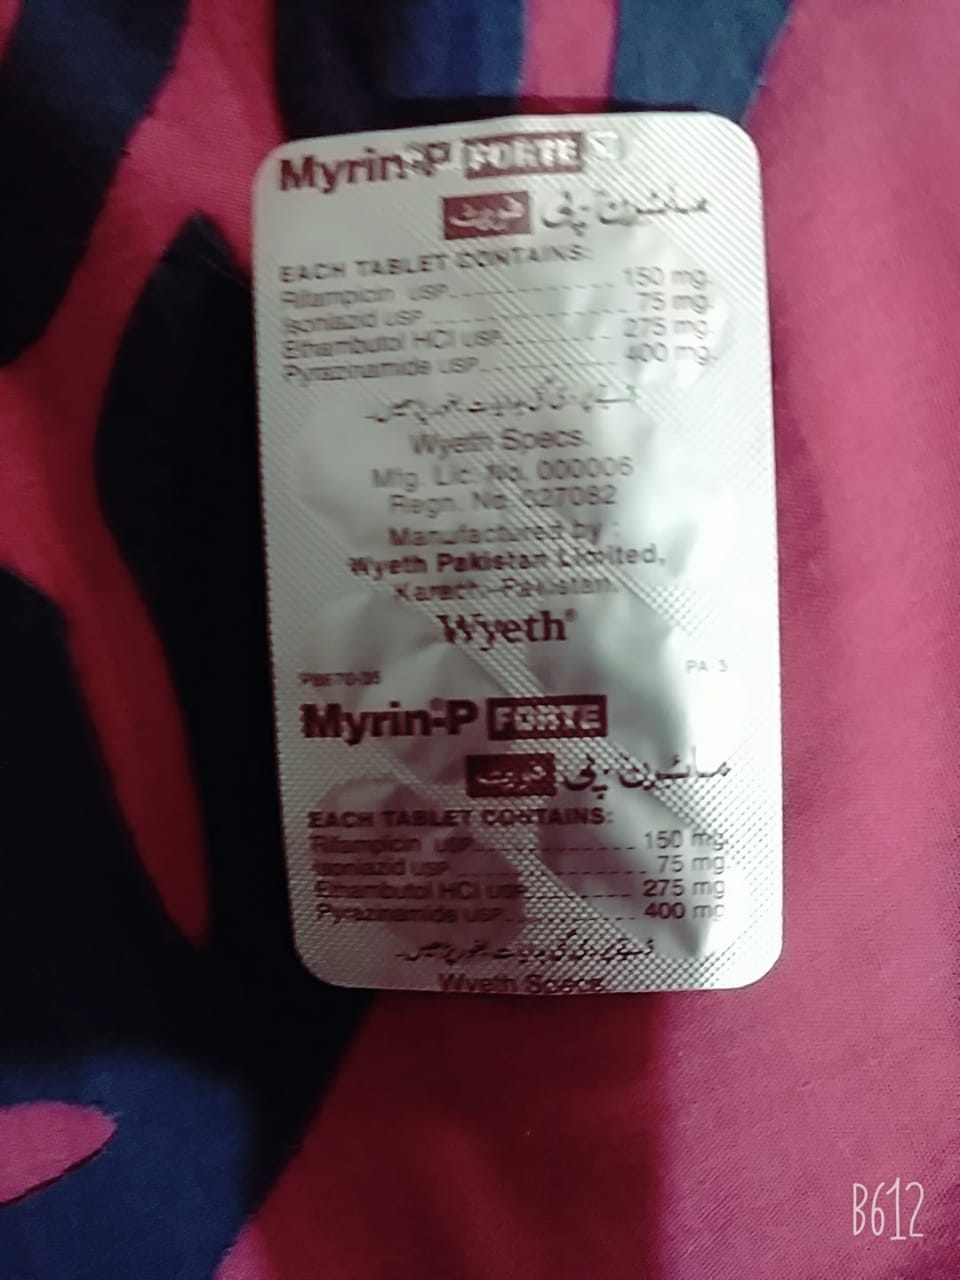 Myrin®-P FORTE
مائیرن۔پی فورٹ
EACH TABLET CONTAINS:
Rifampicin USP 150 mg.
Isoniazid USP 75 mg.
Ethambutol HCl USP 275 mg.
Pyrazinamide USP 400 mg.
Wyeth Specs.
Mfg. Lic. No. 000006
Regn. No. 027082
Manufactured by :
Wyeth Pakistan Limited,
Karachi-Pakistan.
Wyeth®
PA 3
Myrin®-P FORTE
مائیرن۔پی فورٹ
EACH TABLET CONTAINS:
Rifampicin USP 150 mg.
Isoniazid USP 75 mg.
Ethambutol HCl USP 275 mg
Pyrazinamide USP 400 mg
Wyeth Specs.
B612